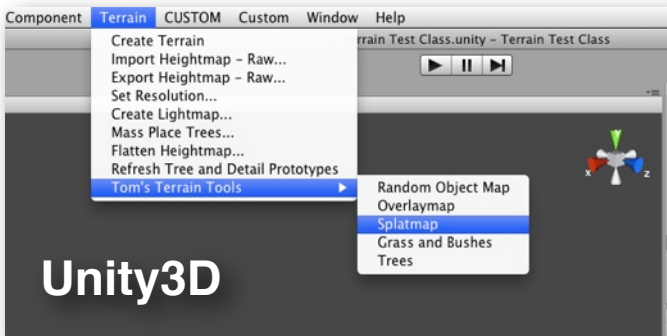 Component Terrain CUSTOM Custom Window Help
rrain Test Class.unity - Terrain Test Class
Create Terrain
Import Heightmap - Raw...
Export Heightmap - Raw...
Set Resolution...
Create Lightmap...
Mass Place Trees...
Flatten Heightmap...
Refresh Tree and Detail Prototypes
Tom's Terrain Tools
Random Object Map
Overlaymap
Splatmap
Grass and Bushes
Trees
y
x
z
Unity3D